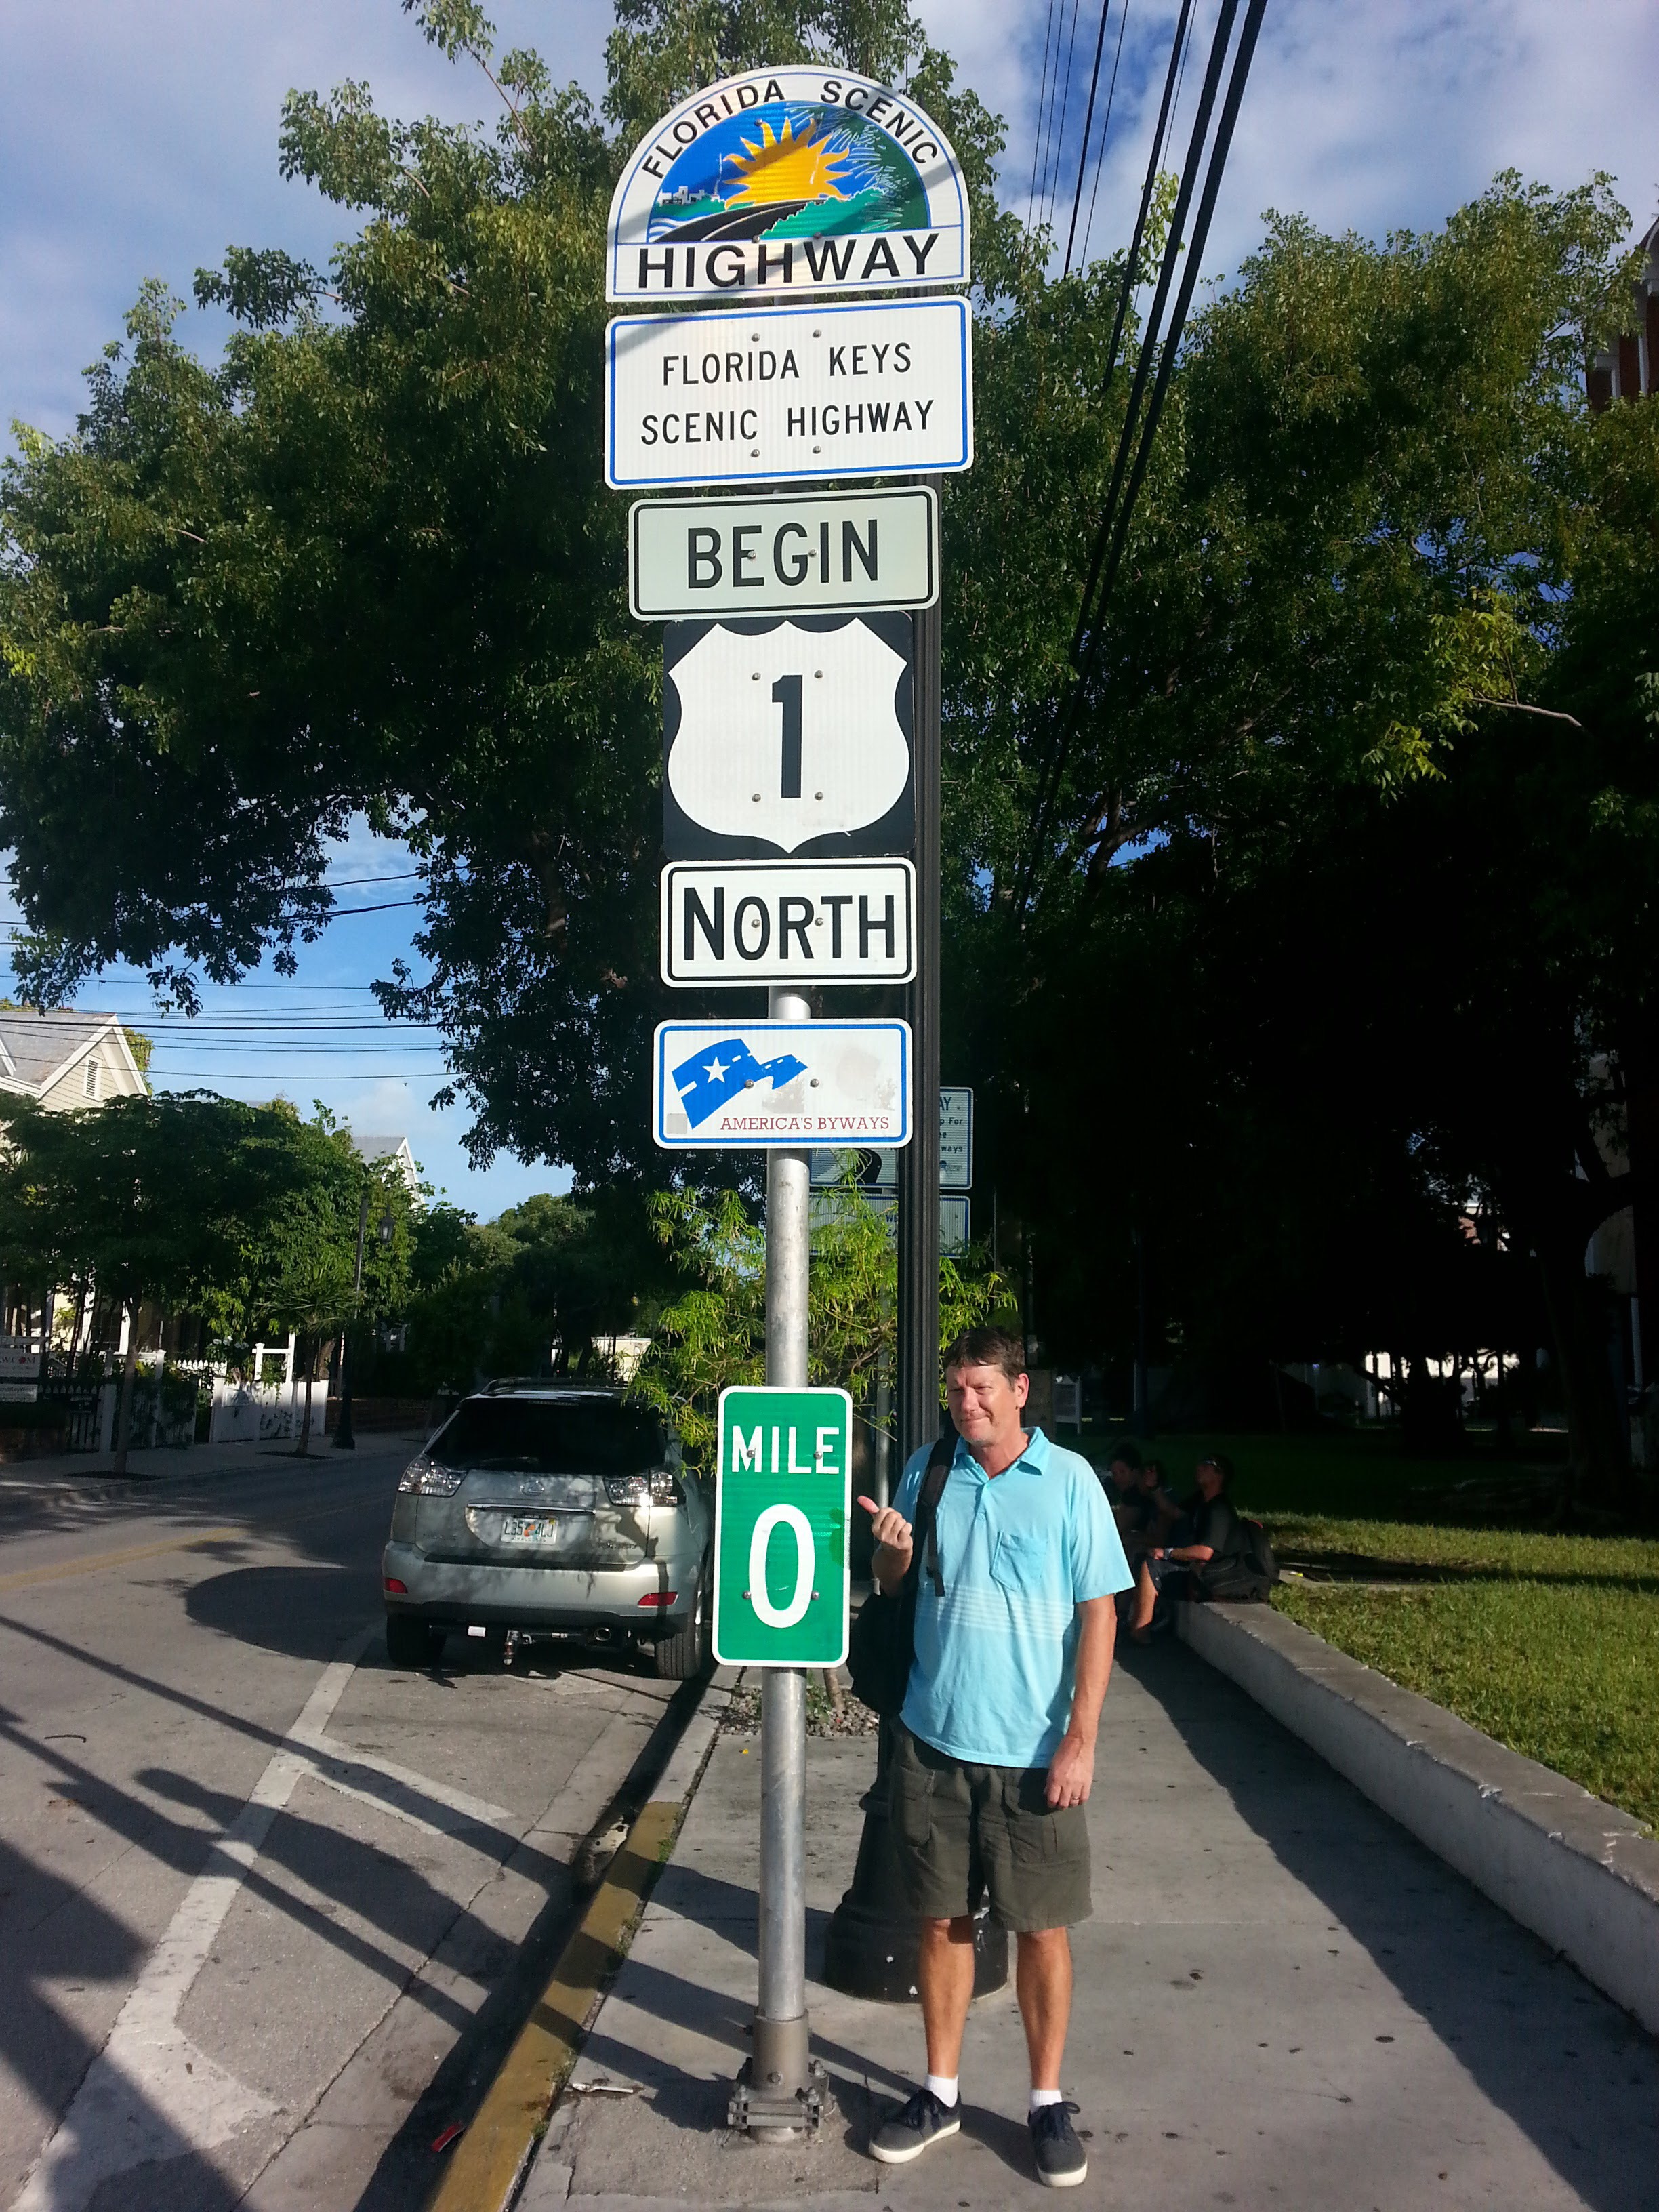 FLORIDA SCENIC
HIGHWAY
FLORIDA KEYS
SCENIC HIGHWAY
BEGIN
1
NORTH
AMERICA'S BYWAYS
MILE
0